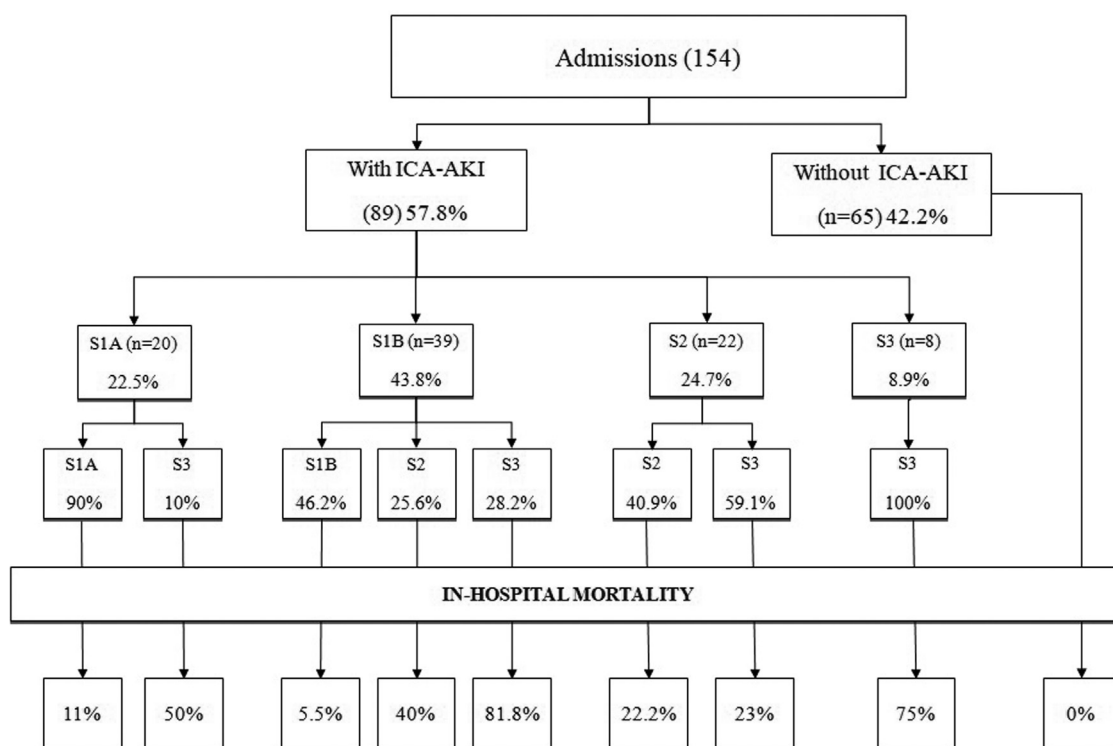 Admissions (154)
With ICA-AKI
(89) 57.8%
Without ICA-AKI
(n=65) 42.2%
S1A (n=20)
22.5%
S1B (n=39)
43.8%
S2 (n=22)
24.7%
S3 (n=8)
8.9%
S1A
90%
S3
10%
S1B
46.2%
S2
25.6%
S3
28.2%
S2
40.9%
S3
59.1%
S3
100%
IN-HOSPITAL MORTALITY
11%
50%
5.5%
40%
81.8%
22.2%
23%
75%
0%